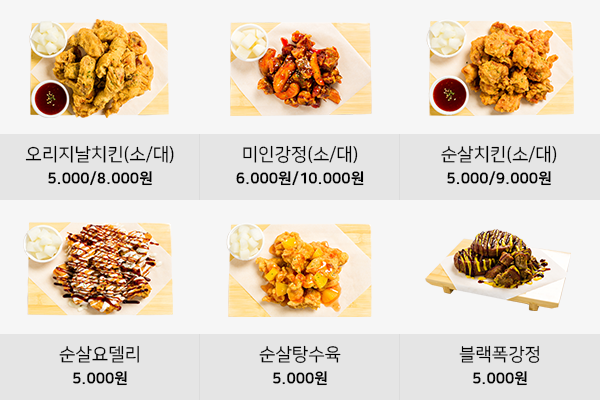 오리지날치킨(소/대)
5.000/8.000원
미인강정(소/대)
6.000원/10.000원
순살치킨(소/대)
5.000/9.000원
순살요델리
5.000원
순살탕수육
5.000원
블랙폭강정
5.000원